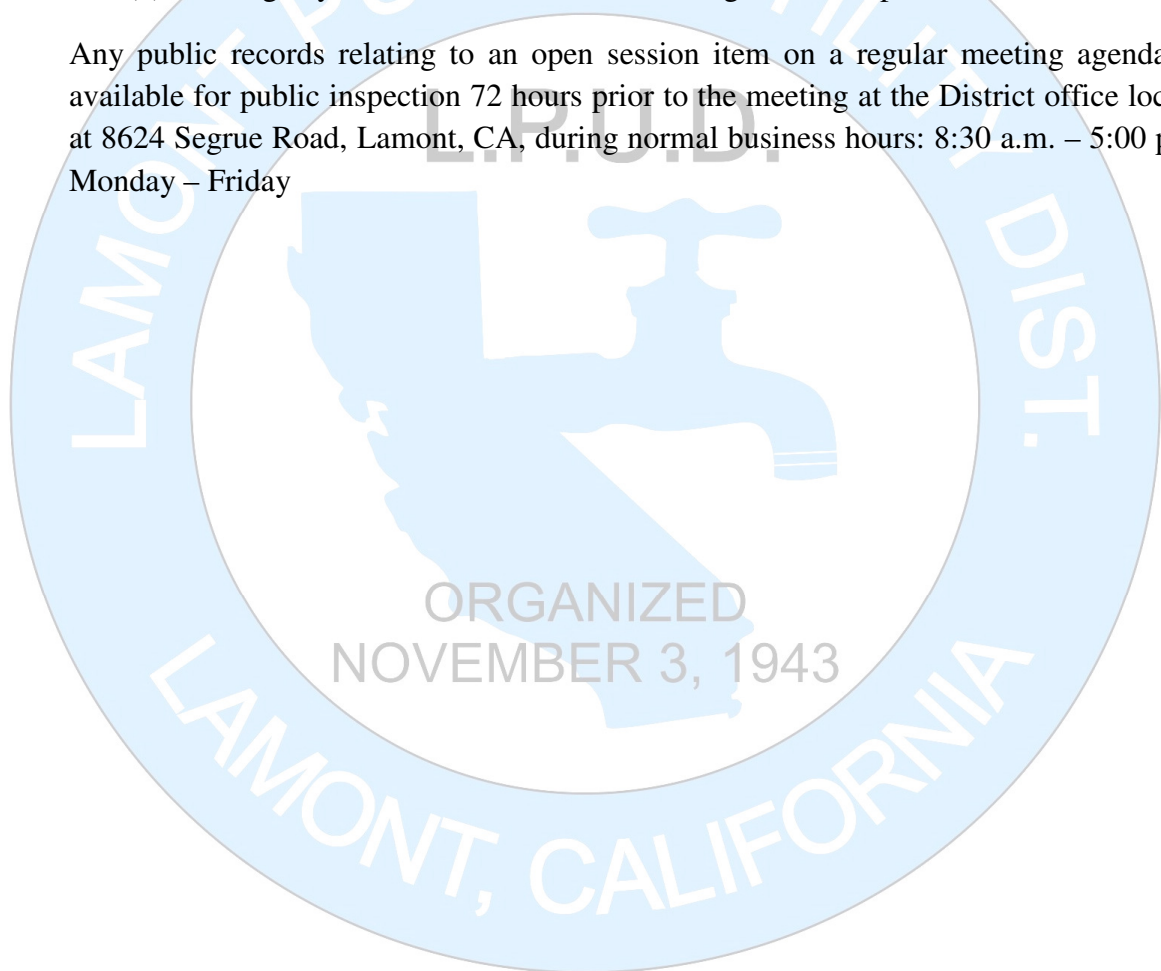 Any public records relating to an open session item on a regular meeting agenda
available for public inspection 72 hours prior to the meeting at the District office loc
at 8624 Segrue Road, Lamont, CA, during normal business hours: 8:30 a.m. – 5:00 p
Monday – Friday
L.P.U.D.
LAMONT DIST.
ORGANIZED
NOVEMBER 3, 1943
LAMONT, CALIFORNIA